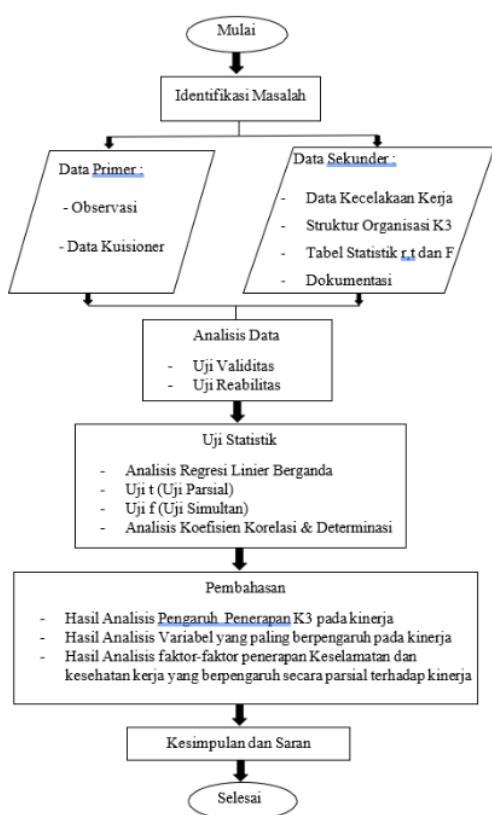 Mulai
Identifikasi Masalah
Data Primer :
- Observasi
- Data Kuisioner
Data Sekunder :
- Data Kecelakaan Kerja
- Struktur Organisasi K3
- Tabel Statistik r,t dan F
- Dokumentasi
Analisis Data
- Uji Validitas
- Uji Reabilitas
Uji Statistik
- Analisis Regresi Linier Berganda
- Uji t (Uji Parsial)
- Uji f (Uji Simultan)
- Analisis Koefisien Korelasi & Determinasi
Pembahasan
- Hasil Analisis Pengaruh Penerapan K3 pada kinerja
- Hasil Analisis Variabel yang paling berpengaruh pada kinerja
- Hasil Analisis faktor-faktor penerapan Keselamatan dan
kesehatan kerja yang berpengaruh secara parsial terhadap kinerja
Kesimpulan dan Saran
Selesai